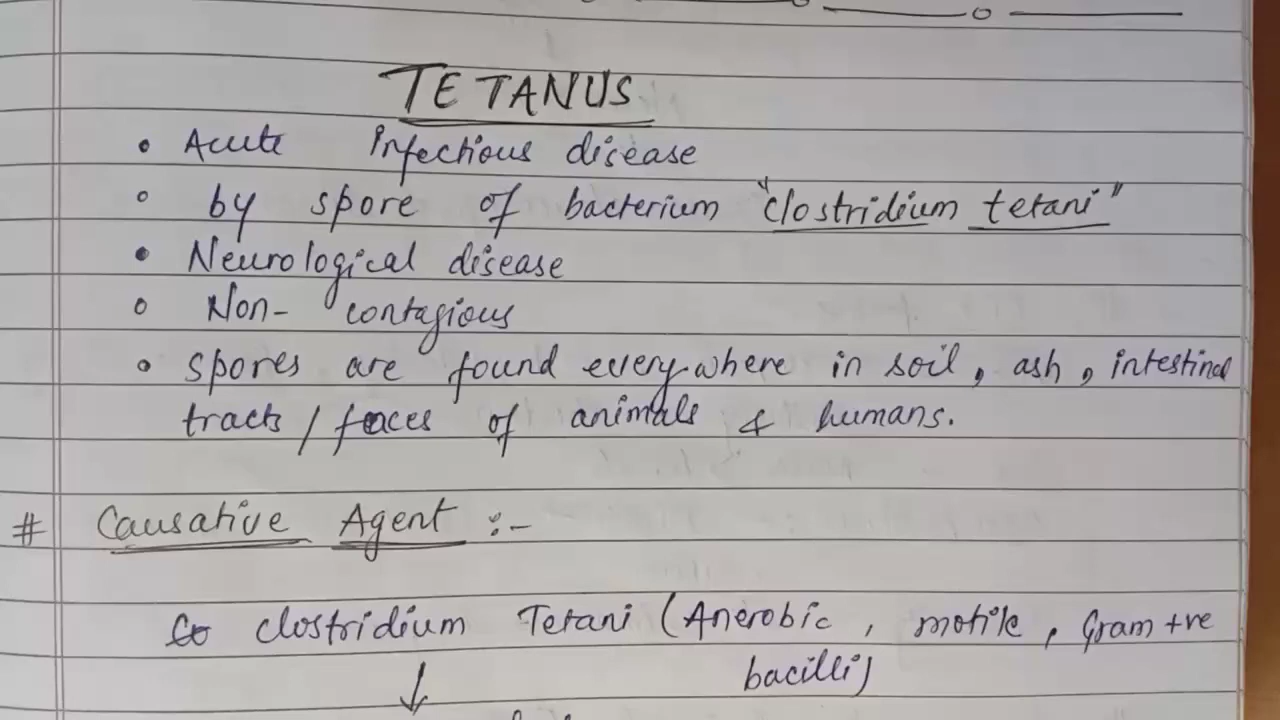 TETANUS
• Acute Infectious disease
• by spore of bacterium "clostridium tetani"
• Neurological disease
• Non- contagious
• spores are found everywhere in soil, ash, intestinal
tracts / feaces of animals & humans.
# Causative Agent :-
clostridium Tetani (Anerobic, motile, Gram +ve
bacilli)
↓